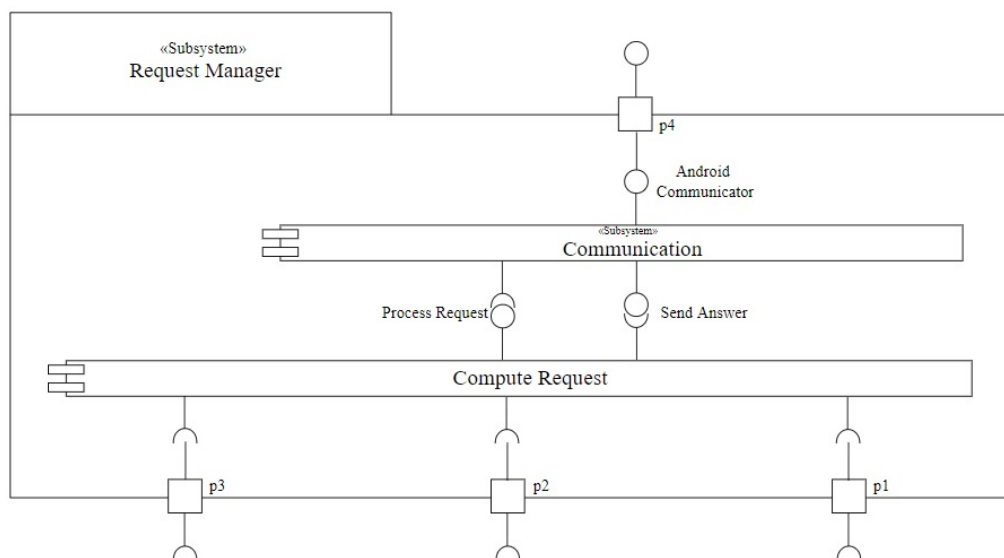 «Subsystem»
Request Manager
p4
Android
Communicator
«Subsystem»
Communication
Process Request
Send Answer
Compute Request
p3
p2
p1